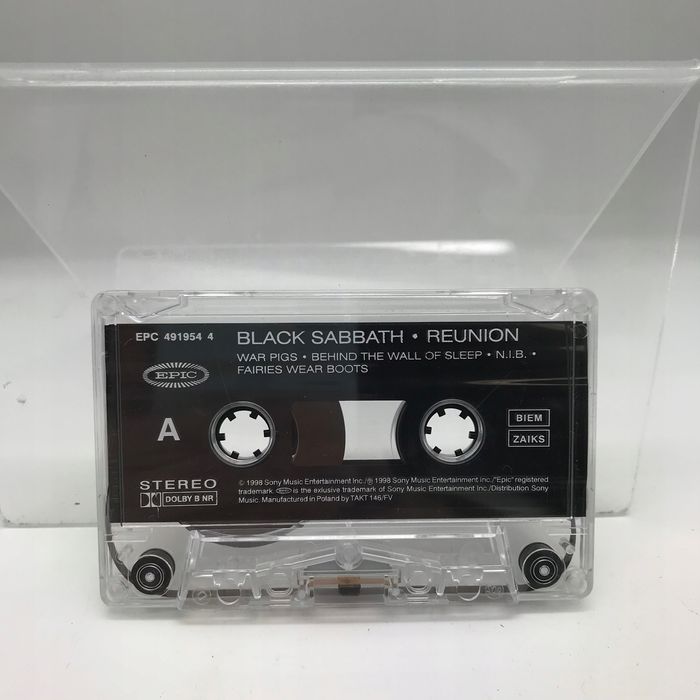 EPC 491954 4
BLACK SABBATH • REUNION
WAR PIGS • BEHIND THE WALL OF SLEEP • N.I.B. •
FAIRIES WEAR BOOTS
EPIC
A
BIEM
ZAIKS
STEREO
DOLBY B NR
© 1998 Sony Music Entertainment Inc./℗ 1998 Sony Music Entertainment Inc./"Epic" registered
trademark. EPIC is the exlusive trademark of Sony Music Entertainment Inc./Distribution Sony
Music. Manufactured in Poland by TAKT 146/FV